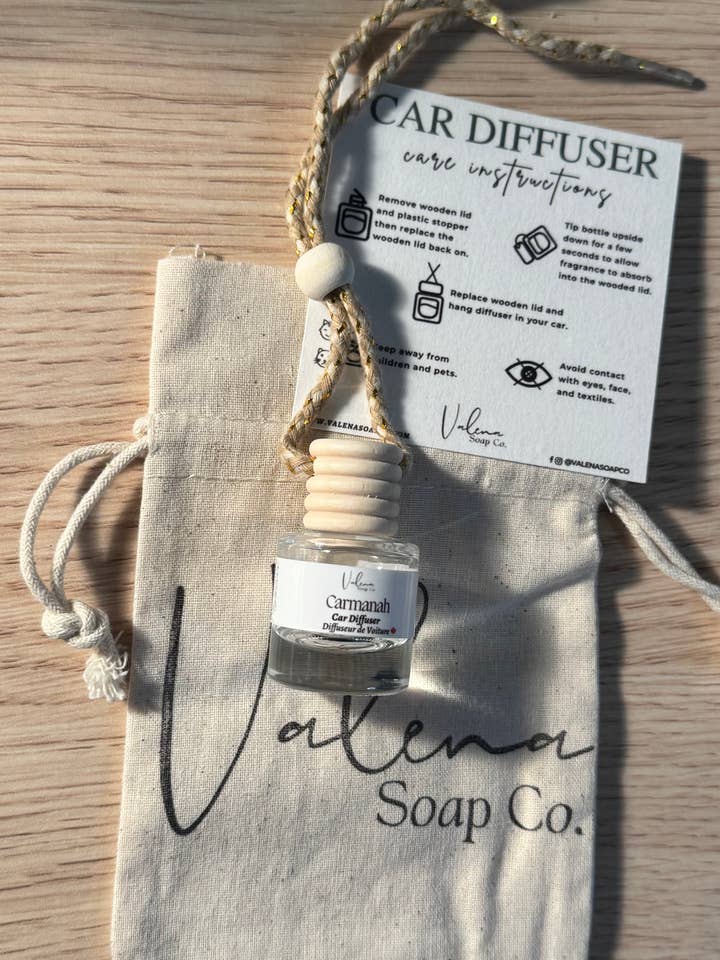 CAR DIFFUSER
care instructions
Remove wooden lid
and plastic stopper
then replace the
wooden lid back on.
Tip bottle upside
down for a few
seconds to allow
fragrance to absorb
into the wooded lid.
Replace wooden lid and
hang diffuser in your car.
Keep away from
children and pets.
Avoid contact
with eyes, face,
and textiles.
Valena
Soap Co.
@VALENASOAPCO
Valena
Soap Co.
Carmanah
Car Diffuser
Diffuseur de Voiture
Valena
Soap Co.